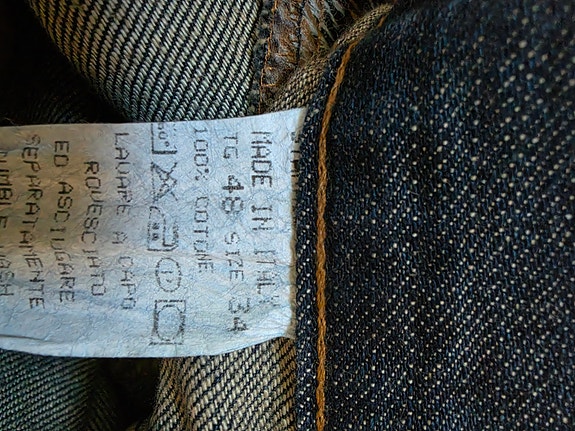 MADE IN ITALY
TG 48 SIZE 34
100% COTONE
LAVARE A CAPO
ROVESCIATO
ED ASCIUGARE
SEPARATAMENTE